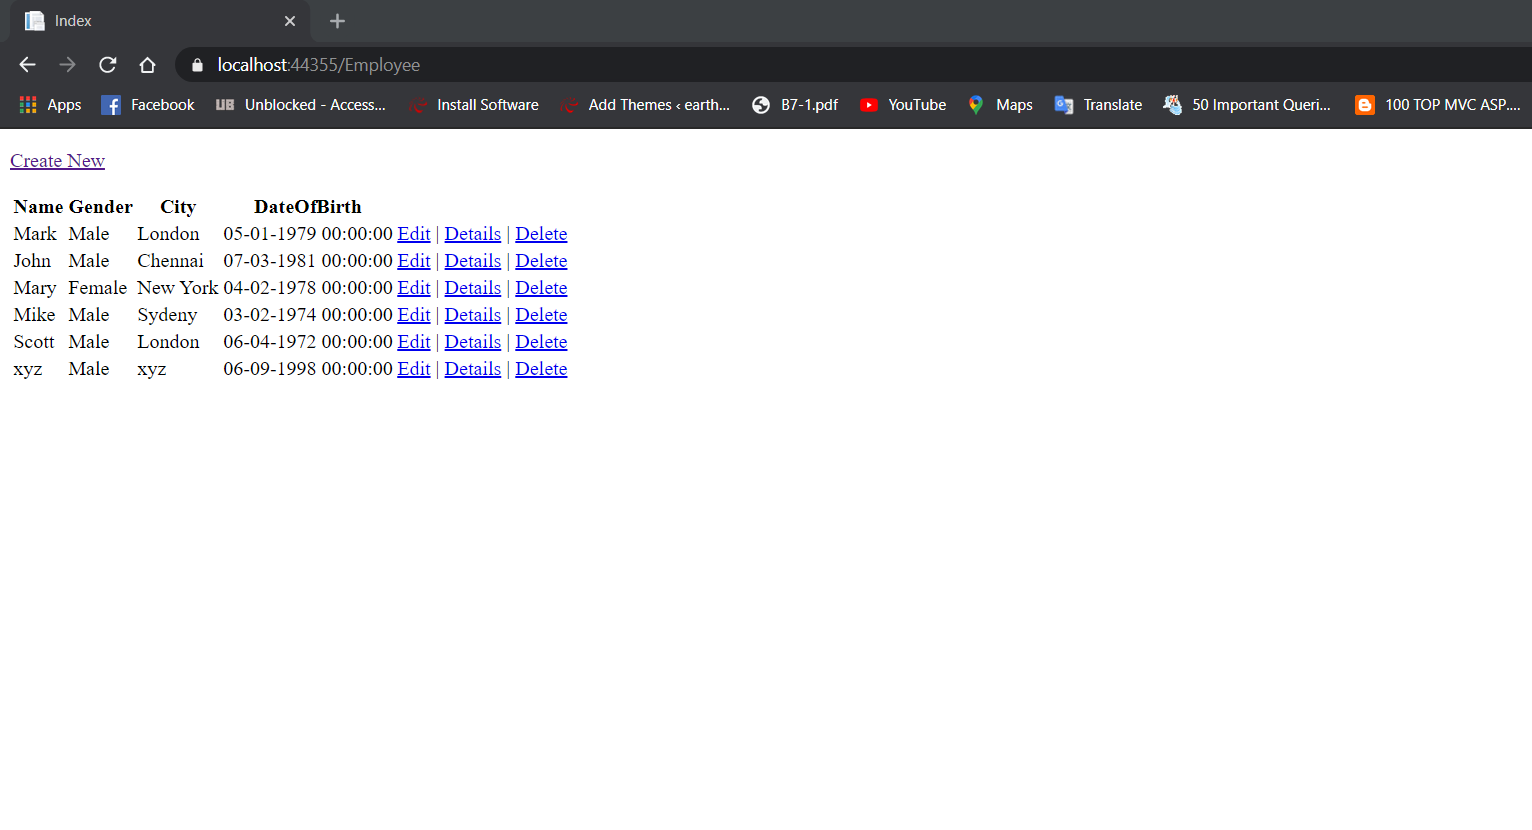 Index
localhost:44355/Employee
Apps Facebook UB Unblocked - Access... Install Software Add Themes ‹ earth... B7-1.pdf YouTube Maps Translate 50 Important Queri... 100 TOP MVC ASP....
Create New
Name Gender City DateOfBirth
Mark Male London 05-01-1979 00:00:00 Edit | Details | Delete
John Male Chennai 07-03-1981 00:00:00 Edit | Details | Delete
Mary Female New York 04-02-1978 00:00:00 Edit | Details | Delete
Mike Male Sydeny 03-02-1974 00:00:00 Edit | Details | Delete
Scott Male London 06-04-1972 00:00:00 Edit | Details | Delete
xyz Male xyz 06-09-1998 00:00:00 Edit | Details | Delete